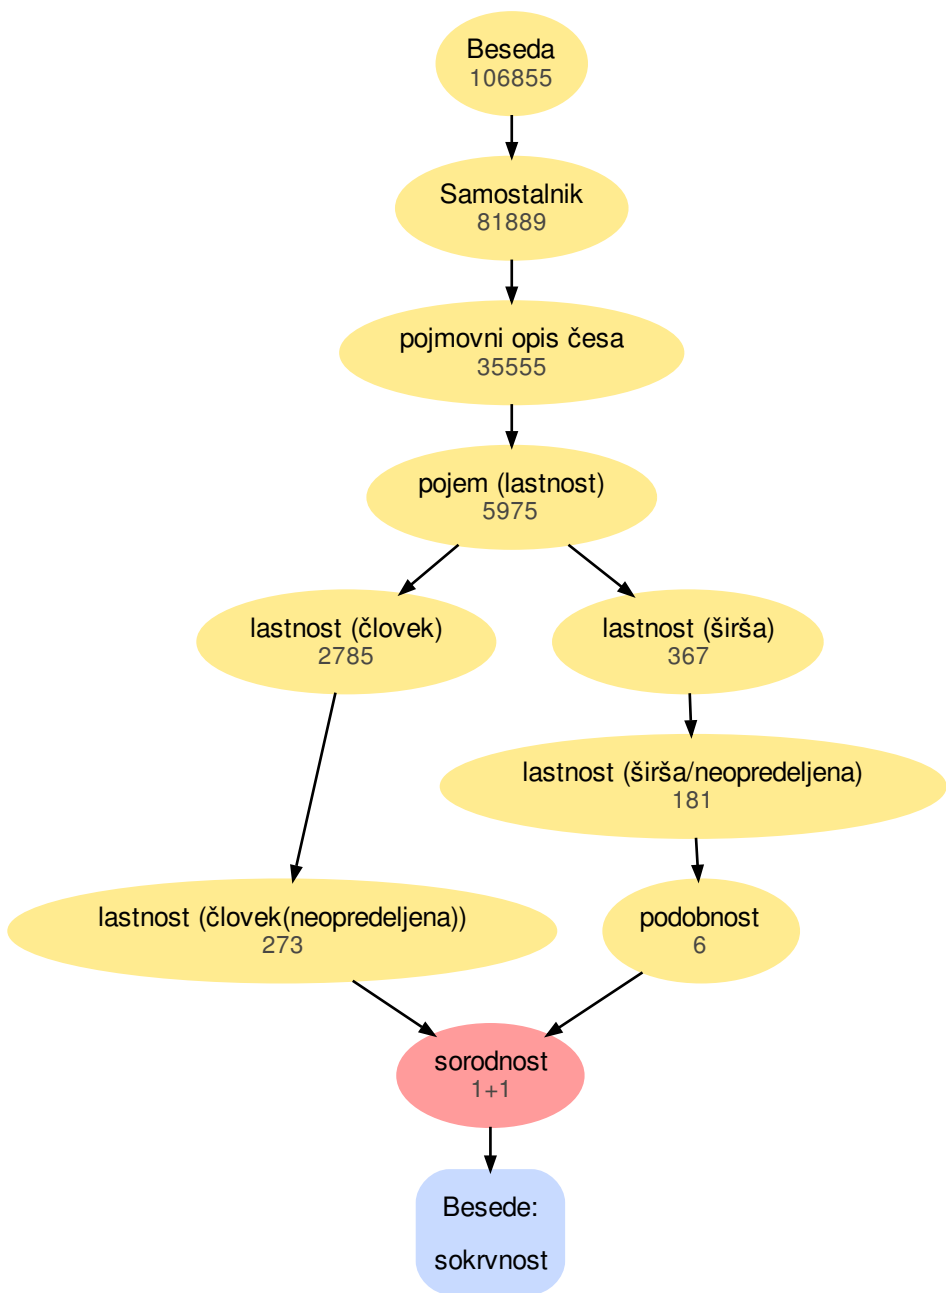 Beseda
106855
Samostalnik
81889
pojmovni opis česa
35555
pojem (lastnost)
5975
lastnost (človek)
2785
lastnost (širša)
367
lastnost (širša/neopredeljena)
181
lastnost (človek(neopredeljena))
273
podobnost
6
sorodnost
1+1
Besede:
sokrvnost